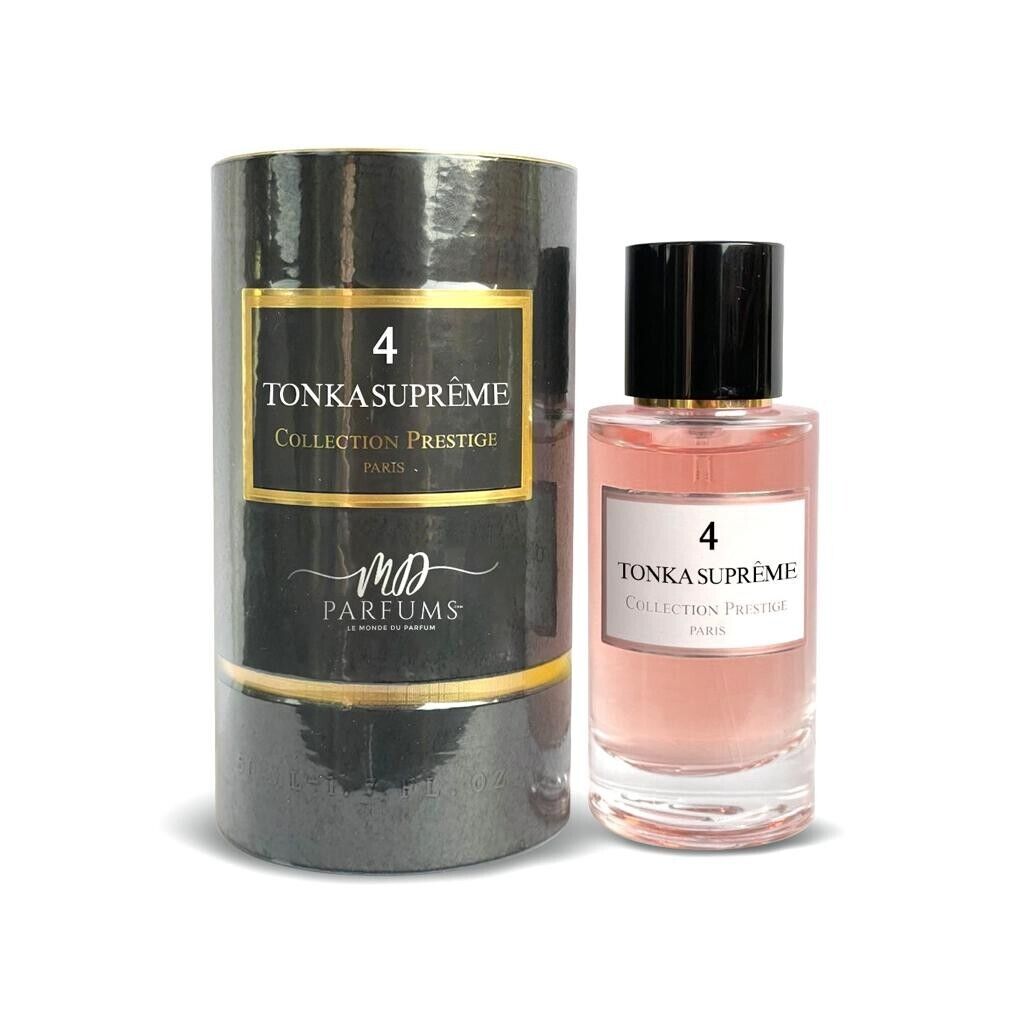 4
TONKA SUPRÊME
COLLECTION PRESTIGE
PARIS
MD
PARFUMS
LE MONDE DU PARFUM
4
TONKA SUPRÊME
COLLECTION PRESTIGE
PARIS